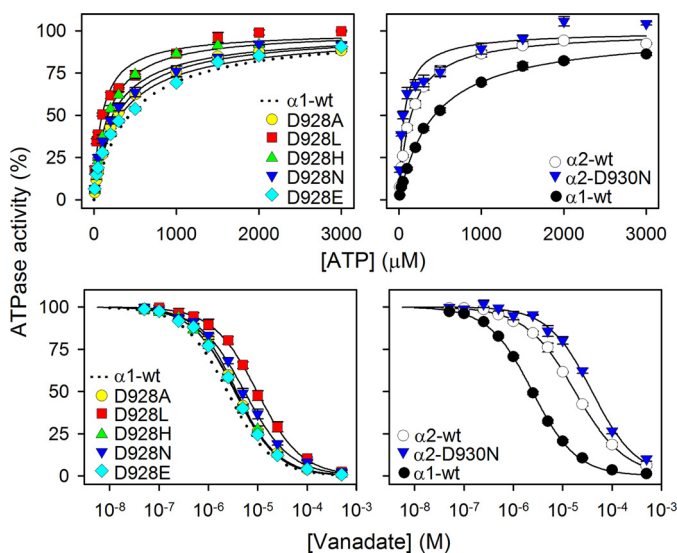 ATPase activity (%)
100
75
50
25
0
α1-wt
D928A
D928L
D928H
D928N
D928E
α2-wt
α2-D930N
α1-wt
0 1000 2000 3000 0 1000 2000 3000
[ATP] (μM)
100
75
50
25
0
α1-wt
D928A
D928L
D928H
D928N
D928E
α2-wt
α2-D930N
α1-wt
10⁻⁸ 10⁻⁷ 10⁻⁶ 10⁻⁵ 10⁻⁴ 10⁻³ 10⁻⁸ 10⁻⁷ 10⁻⁶ 10⁻⁵ 10⁻⁴ 10⁻³
[Vanadate] (M)